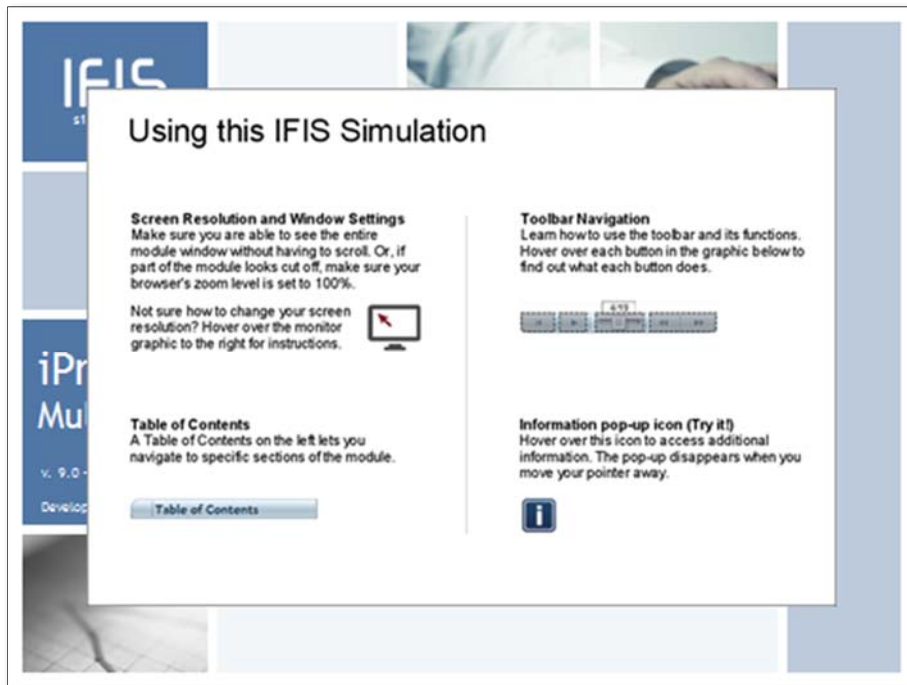 IFIS
Using this IFIS Simulation
Screen Resolution and Window Settings
Make sure you are able to see the entire
module window without having to scroll. Or, if
part of the module looks cut off, make sure your
browser's zoom level is set to 100%.
Not sure how to change your screen
resolution? Hover over the monitor
graphic to the right for instructions.
Toolbar Navigation
Learn how to use the toolbar and its functions.
Hover over each button in the graphic below to
find out what each button does.
Table of Contents
A Table of Contents on the left lets you
navigate to specific sections of the module.
Table of Contents
Information pop-up icon (Try it!)
Hover over this icon to access additional
information. The pop-up disappears when you
move your pointer away.
i
iPr
Mul
v. 9.0 -
Develop